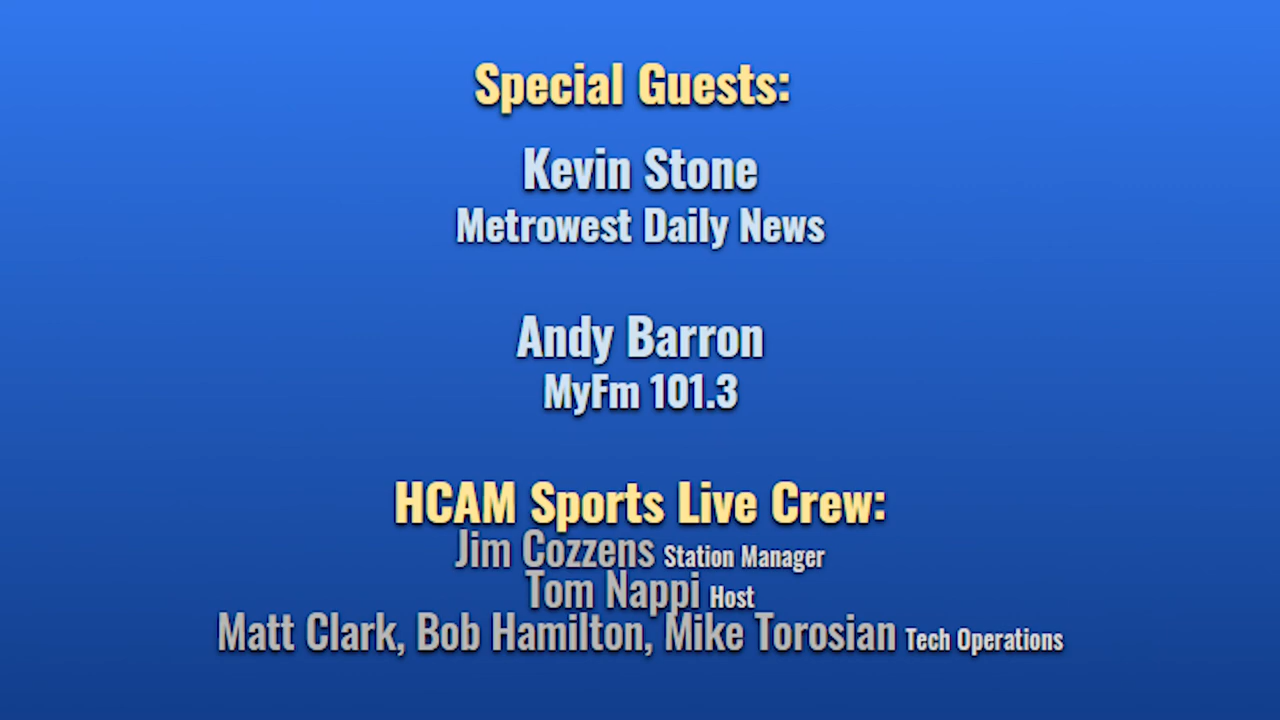 Special Guests:
Kevin Stone
Metrowest Daily News
Andy Barron
MyFm 101.3
HCAM Sports Live Crew:
Jim Cozzens Station Manager
Tom Nappi Host
Matt Clark, Bob Hamilton, Mike Torosian Tech Operations